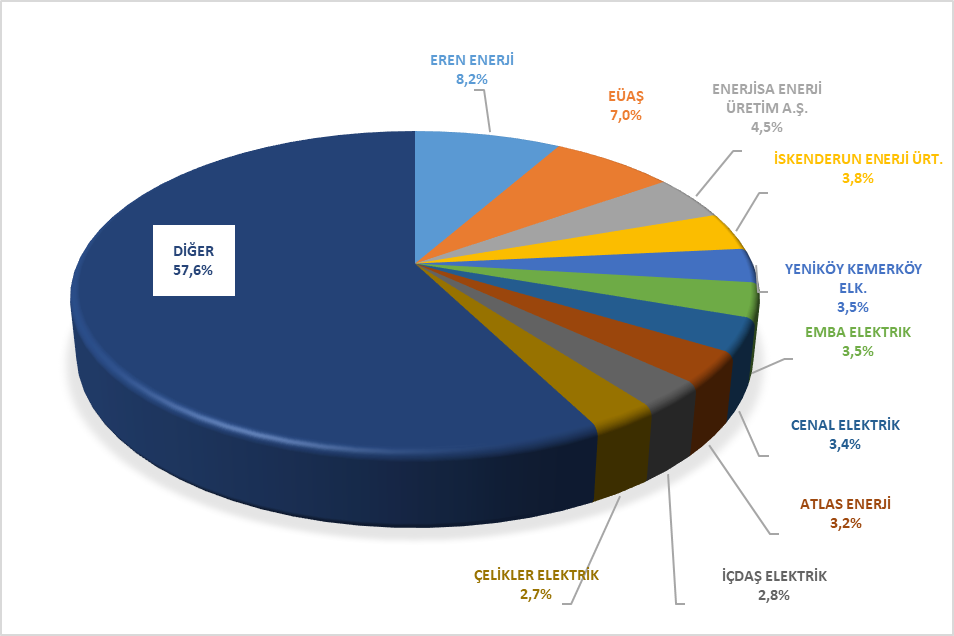 EREN ENERJİ
8,2%
EÜAŞ
7,0%
ENERJİSA ENERJİ
ÜRETİM A.Ş.
4,5%
İSKENDERUN ENERJİ ÜRT.
3,8%
YENİKÖY KEMERKÖY
ELK.
3,5%
EMBA ELEKTRIK
3,5%
CENAL ELEKTRİK
3,4%
ATLAS ENERJİ
3,2%
İÇDAŞ ELEKTRİK
2,8%
ÇELİKLER ELEKTRİK
2,7%
DİĞER
57,6%